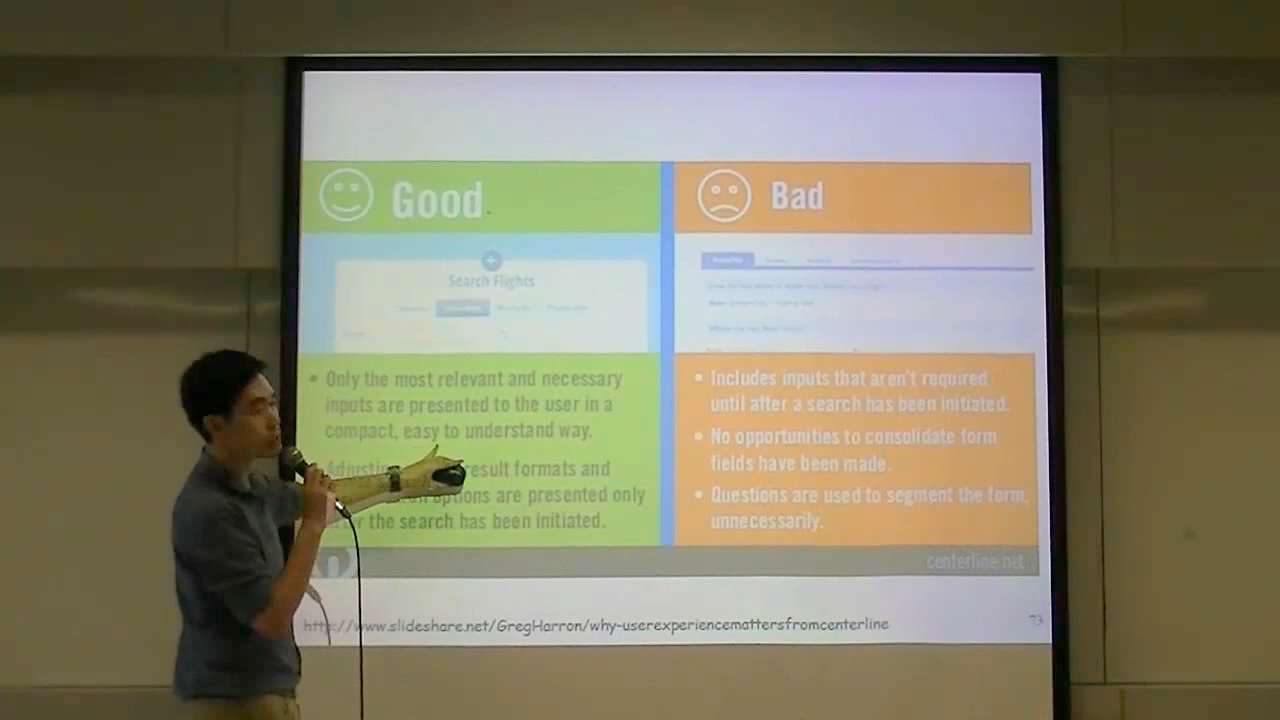 Good
Bad
Search Flights
• Only the most relevant and necessary
inputs are presented to the user in a
compact, easy to understand way.
result formats and
options are presented only
the search has been initiated.
• Includes inputs that aren't required
until after a search has been initiated.
• No opportunities to consolidate form
fields have been made.
• Questions are used to segment the form
unnecessarily.
centerline.net
http://www.slideshare.net/GregHarron/why-userexperiencemattersfromcenterline
73